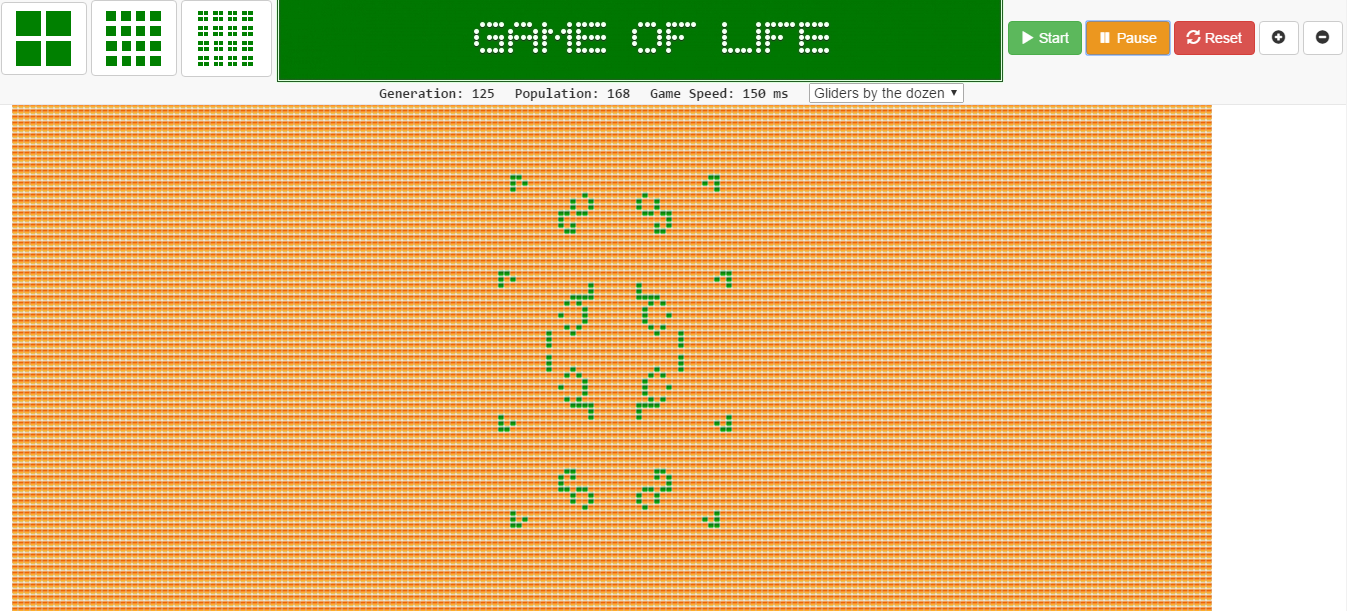 GAME OF LIFE
Start
Pause
Reset
Generation: 125 Population: 168 Game Speed: 150 ms Gliders by the dozen